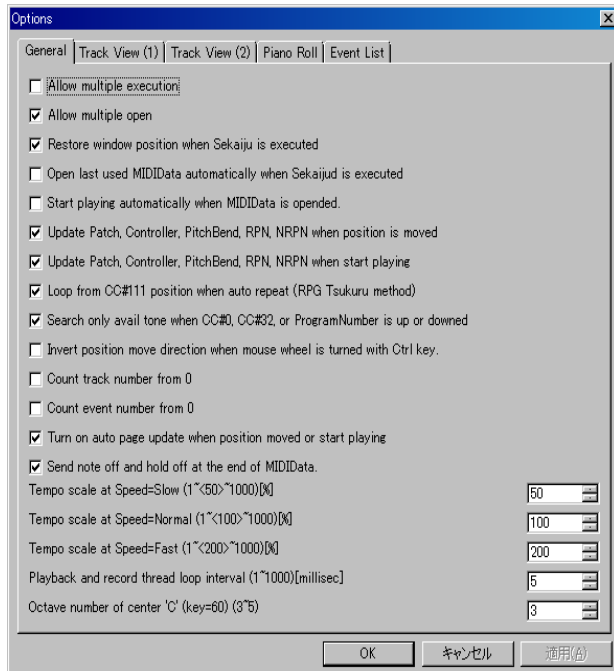 Options
General Track View (1) Track View (2) Piano Roll Event List
Allow multiple execution
Allow multiple open
Restore window position when Sekaiju is executed
Open last used MIDIData automatically when Sekaijud is executed
Start playing automatically when MIDIData is opended.
Update Patch, Controller, PitchBend, RPN, NRPN when position is moved
Update Patch, Controller, PitchBend, RPN, NRPN when start playing
Loop from CC#111 position when auto repeat (RPG Tsukuru method)
Search only avail tone when CC#0, CC#32, or ProgramNumber is up or downed
Invert position move direction when mouse wheel is turned with Ctrl key.
Count track number from 0
Count event number from 0
Turn on auto page update when position moved or start playing
Send note off and hold off at the end of MIDIData.
Tempo scale at Speed=Slow (1~<50>~1000)[%] 50
Tempo scale at Speed=Normal (1~<100>~1000)[%] 100
Tempo scale at Speed=Fast (1~<200>~1000)[%] 200
Playback and record thread loop interval (1~1000)[millisec] 5
Octave number of center 'C' (key=60) (3~5) 3
OK キャンセル 適用(A)